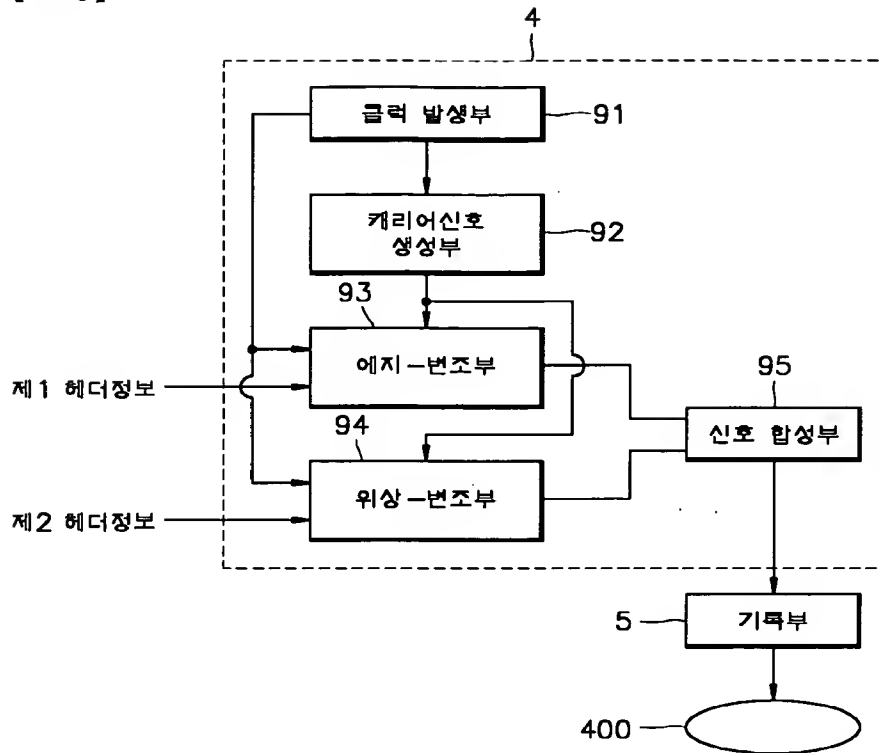 4
클럭 발생부
91
캐리어신호
생성부
92
93
에지-변조부
제1 헤더정보
95
신호 합성부
94
위상-변조부
제2 헤더정보
5
기록부
400